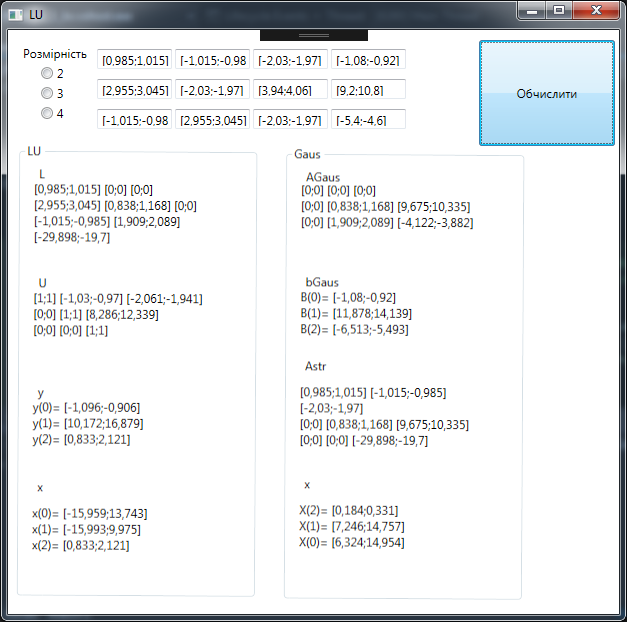 LU
Розмірність
2
3
4
[0,985;1,015] [-1,015;-0,98 [-2,03;-1,97] [-1,08;-0,92]
[2,955;3,045] [-2,03;-1,97] [3,94;4,06] [9,2;10,8]
[-1,015;-0,98 [2,955;3,045] [-2,03;-1,97] [-5,4;-4,6]
Обчислити
LU
L
[0,985;1,015] [0;0] [0;0]
[2,955;3,045] [0,838;1,168] [0;0]
[-1,015;-0,985] [1,909;2,089]
[-29,898;-19,7]
U
[1;1] [-1,03;-0,97] [-2,061;-1,941]
[0;0] [1;1] [8,286;12,339]
[0;0] [0;0] [1;1]
y
y(0)= [-1,096;-0,906]
y(1)= [10,172;16,879]
y(2)= [0,833;2,121]
x
x(0)= [-15,959;13,743]
x(1)= [-15,993;9,975]
x(2)= [0,833;2,121]
Gaus
AGaus
[0;0] [0;0] [0;0]
[0;0] [0,838;1,168] [9,675;10,335]
[0;0] [1,909;2,089] [-4,122;-3,882]
bGaus
B(0)= [-1,08;-0,92]
B(1)= [11,878;14,139]
B(2)= [-6,513;-5,493]
Astr
[0,985;1,015] [-1,015;-0,985]
[-2,03;-1,97]
[0;0] [0,838;1,168] [9,675;10,335]
[0;0] [0;0] [-29,898;-19,7]
x
X(2)= [0,184;0,331]
X(1)= [7,246;14,757]
X(0)= [6,324;14,954]